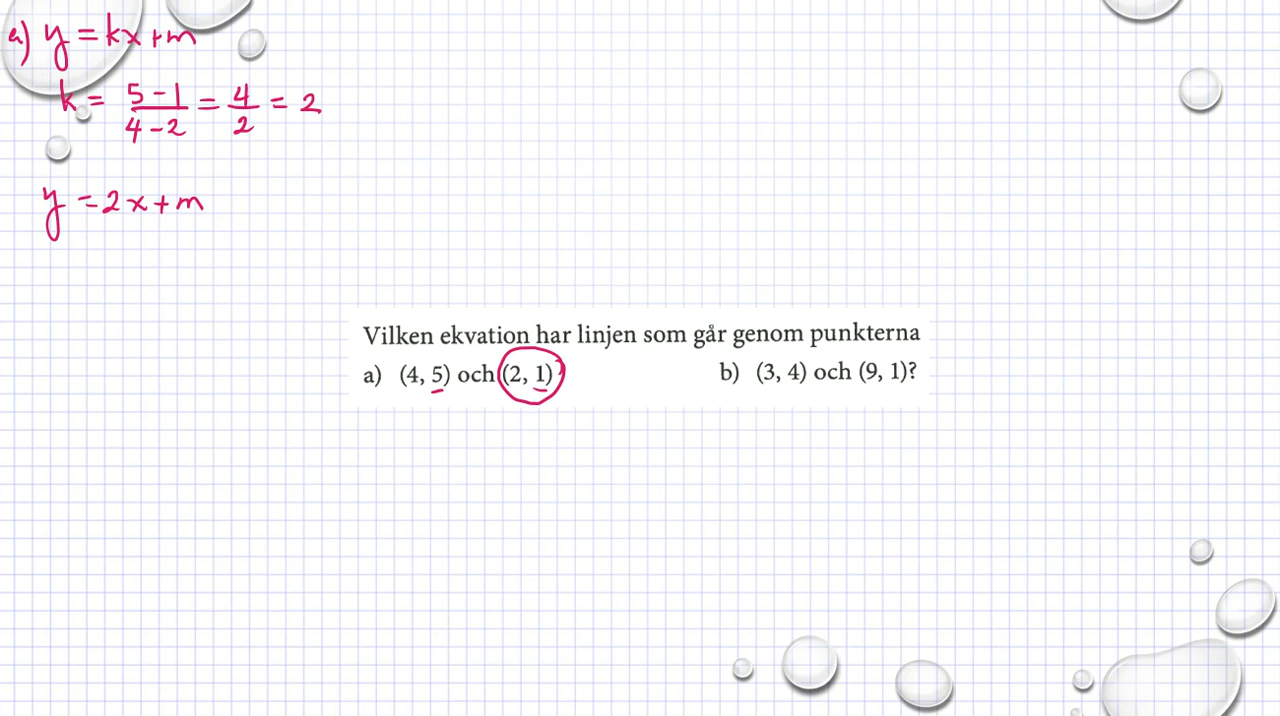 a) y = kx + m
k = 5 - 1 / 4 - 2 = 4 / 2 = 2
y = 2x + m
Vilken ekvation har linjen som går genom punkterna
a) (4, 5) och (2, 1) b) (3, 4) och (9, 1)?